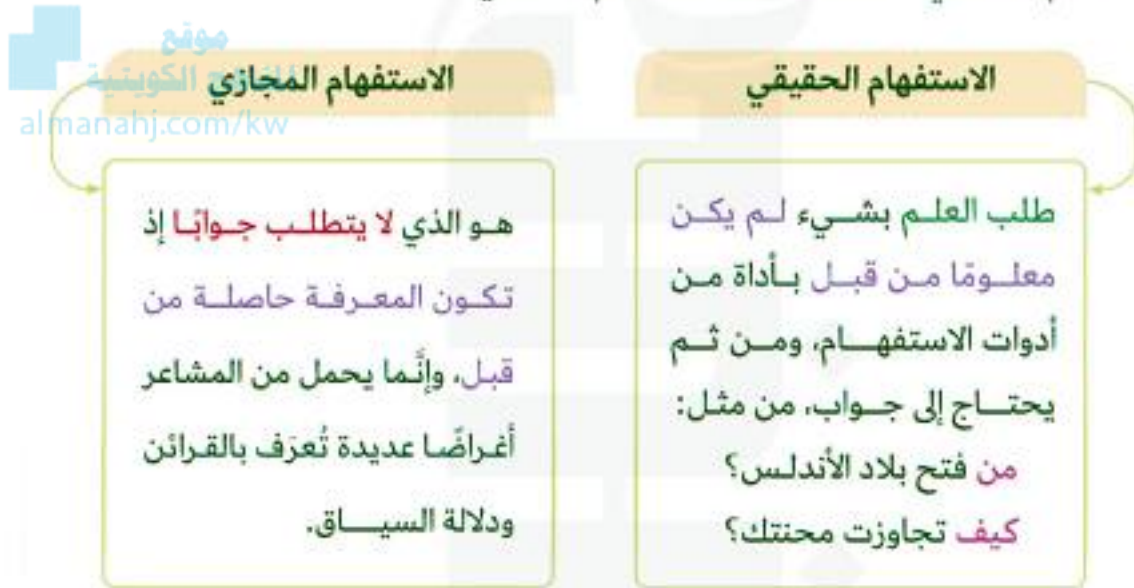 الاستفهام الحقيقي
طلب العلم بشيء لم يكن
معلومًا من قبل بأداة من
أدوات الاستفهام، ومن ثم
يحتاج إلى جواب، من مثل:
من فتح بلاد الأندلس؟
كيف تجاوزت محنتك؟
الاستفهام المجازي
هو الذي لا يتطلب جوابًا إذ
تكون المعرفة حاصلة من
قبل، وإنَّما يحمل من المشاعر
أغراضًا عديدة تُعرَف بالقرائن
ودلالة السياق.
موقع
المناهج الكويتية
almanahj.com/kw